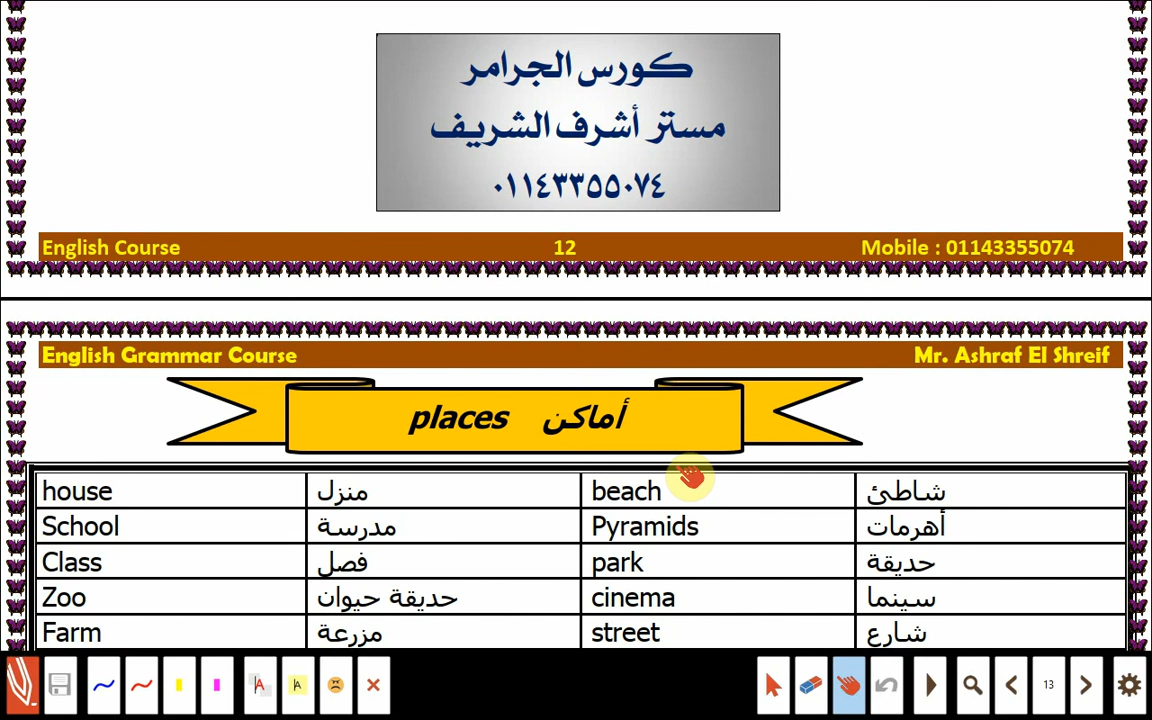 كورس الجرامر
مستر أشرف الشريف
٠١١٤٣٣٥٥٠٧٤
English Course 12 Mobile : 01143355074
English Grammar Course Mr. Ashraf El Shreif
places أماكن
house منزل beach شاطئ
School مدرسة Pyramids أهرمات
Class فصل park حديقة
Zoo حديقة حيوان cinema سينما
Farm مزرعة street شارع
A A 13